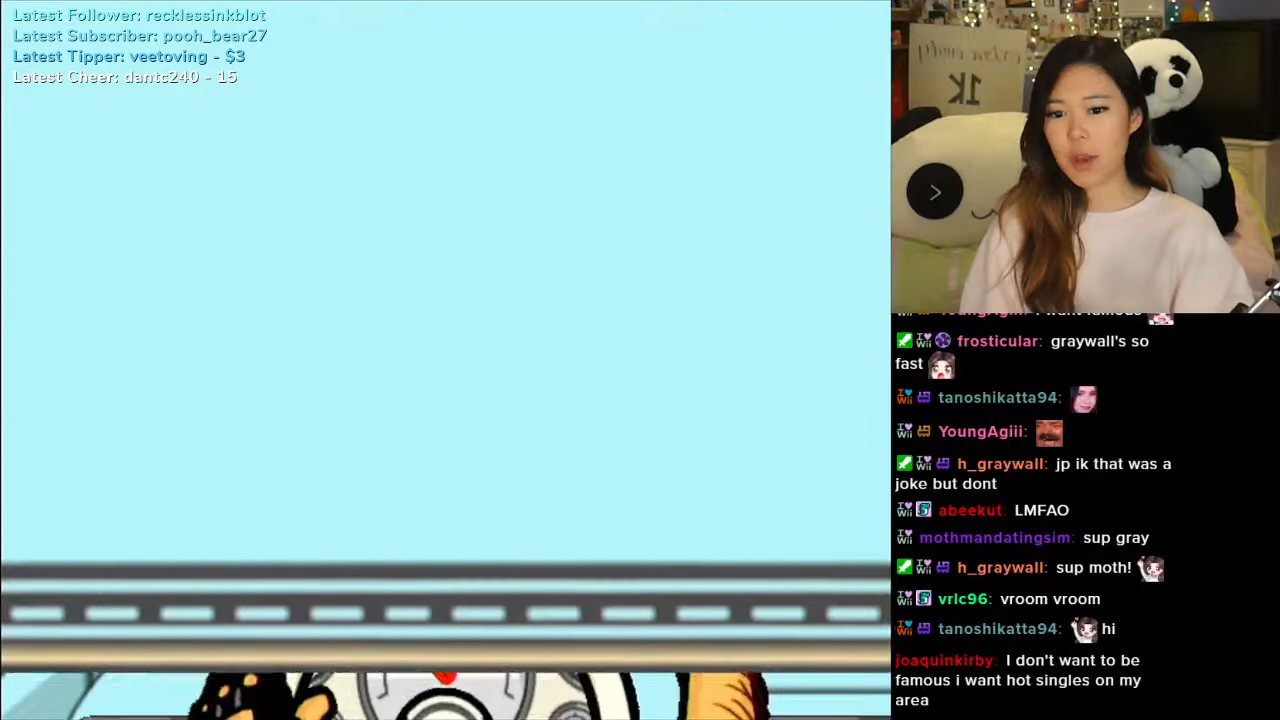 Latest Follower: recklessinkblot
Latest Subscriber: pooh_bear27
Latest Tipper: veetoving - $3
Latest Cheer: dantc240 - 15
1K
frosticular: graywall's so
fast
tanoshikatta94:
YoungAgiii:
h_graywall: jp ik that was a
joke but dont
abeekut: LMFAO
mothmandatingsim: sup gray
h_graywall: sup moth!
vrlc96: vroom vroom
tanoshikatta94: hi
joaquinkirby: I don't want to be
famous i want hot singles on my
area